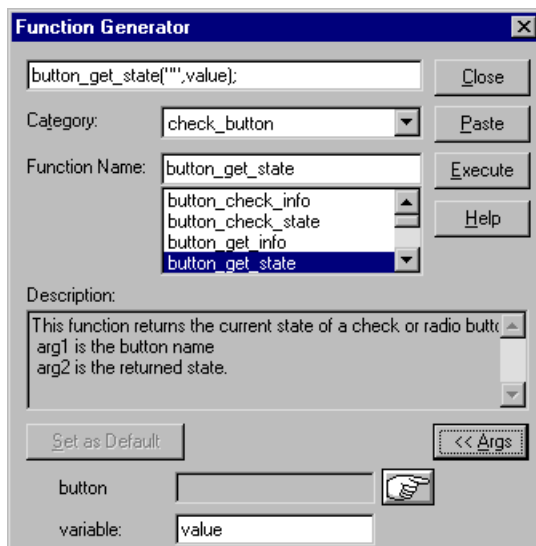 Function Generator
button_get_state("",value);
Close
Category:
check_button
Paste
Function Name:
button_get_state
Execute
button_check_info
button_check_state
button_get_info
button_get_state
Help
Description:
This function returns the current state of a check or radio butto
arg1 is the button name
arg2 is the returned state.
Set as Default
<< Args
button
variable:
value